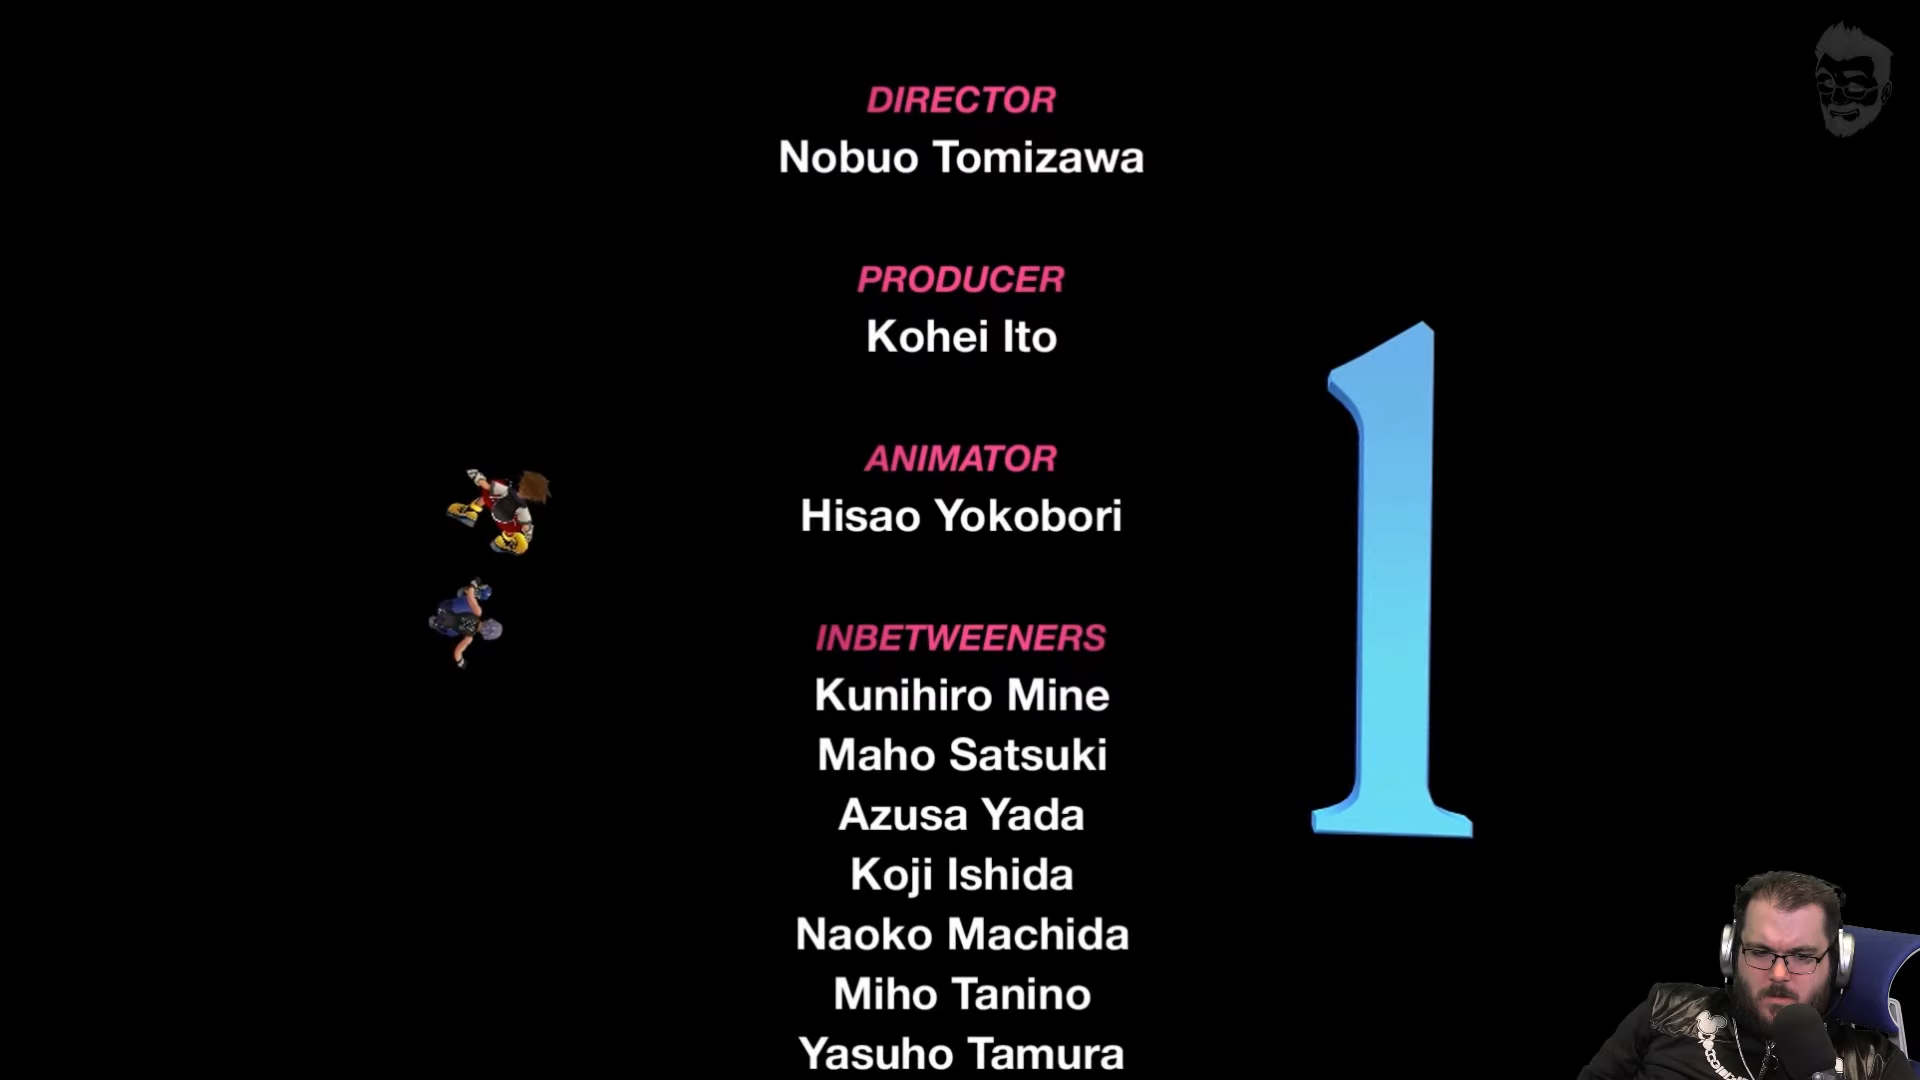 DIRECTOR
Nobuo Tomizawa
PRODUCER
Kohei Ito
ANIMATOR
Hisao Yokobori
INBETWEENERS
Kunihiro Mine
Maho Satsuki
Azusa Yada
Koji Ishida
Naoko Machida
Miho Tanino
Yasuho Tamura
1